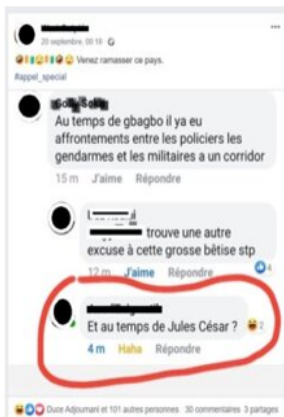 20 septembre, 00:18
Venez ramasser ce pays.
#appel_special
Au temps de gbagbo il ya eu
affrontements entre les policiers les
gendarmes et les militaires a un corridor
15 m J'aime Répondre
trouve une autre
excuse à cette grosse bêtise stp
12 m J'aime Répondre 4
Et au temps de Jules César ? 2
4 m Haha Répondre
Duce Adjoumani et 101 autres personnes 30 commentaires 3 partages